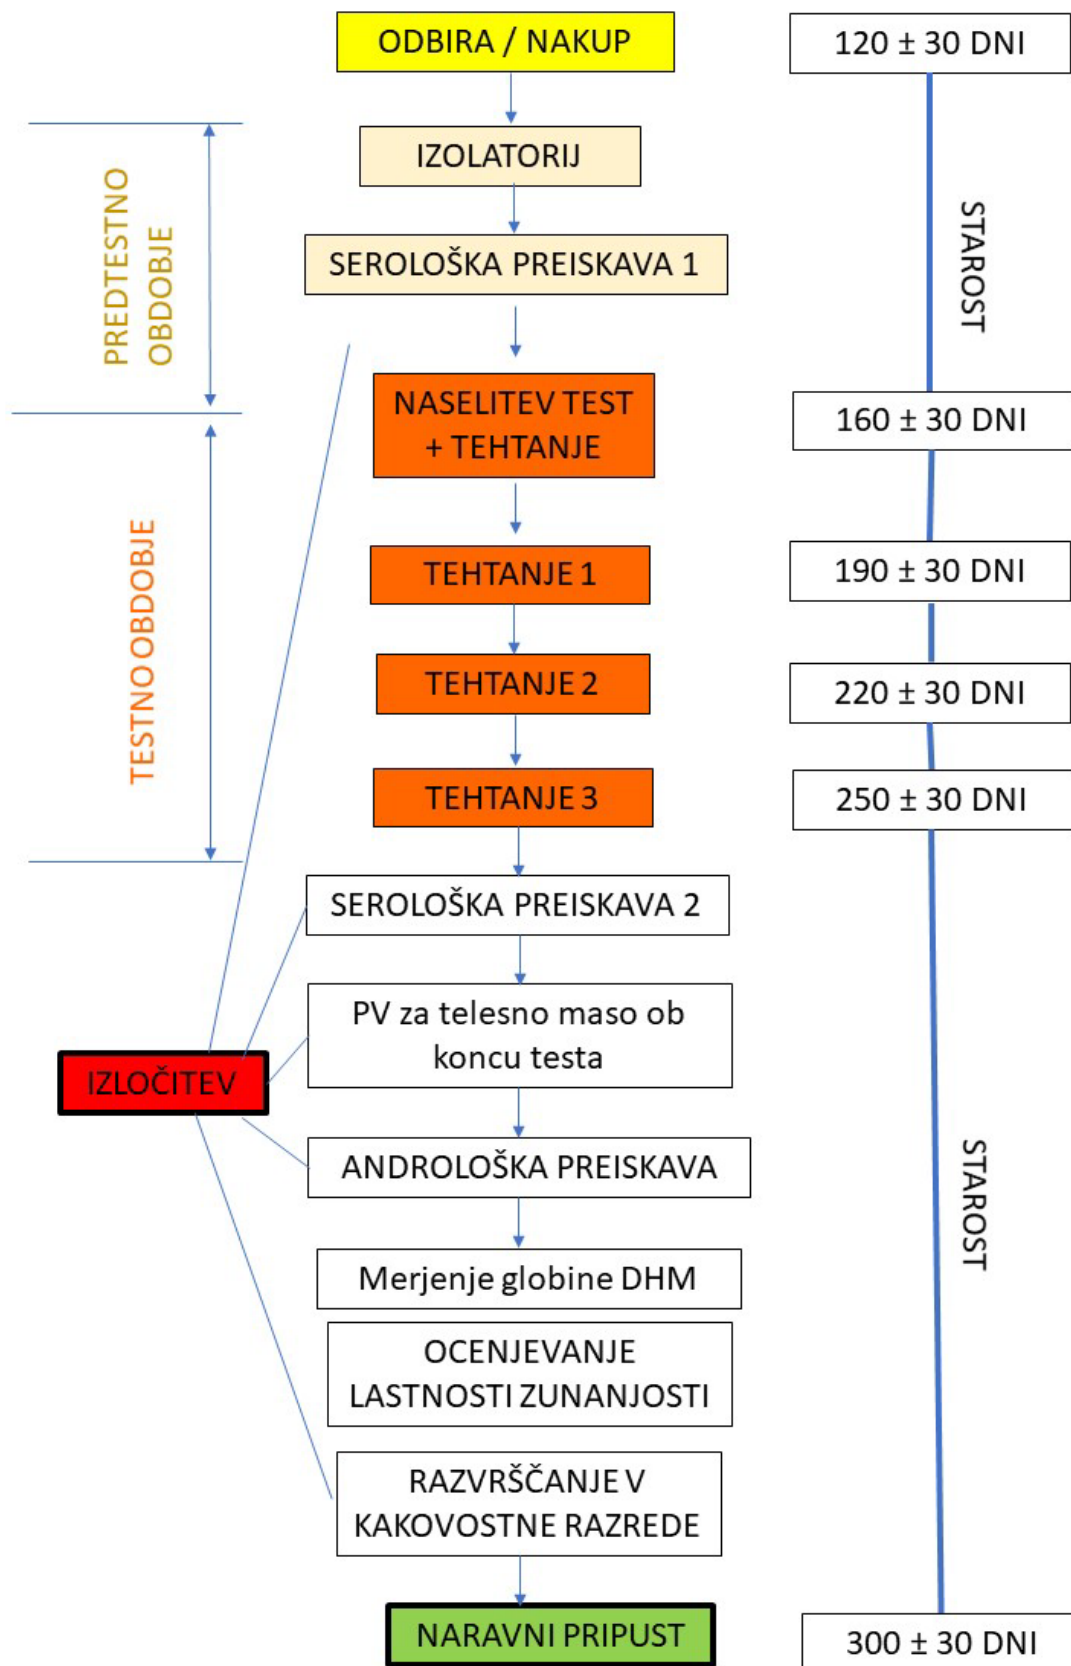 ODBIRA / NAKUP
120 ± 30 DNI
IZOLATORIJ
SEROLOŠKA PREISKAVA 1
PREDTESTNO
OBDOBJE
STAROST
NASELITEV TEST
+ TEHTANJE
160 ± 30 DNI
TESTNO OBDOBJE
TEHTANJE 1
190 ± 30 DNI
TEHTANJE 2
220 ± 30 DNI
TEHTANJE 3
250 ± 30 DNI
SEROLOŠKA PREISKAVA 2
PV za telesno maso ob
koncu testa
IZLOČITEV
ANDROLOŠKA PREISKAVA
STAROST
Merjenje globine DHM
OCENJEVANJE
LASTNOSTI ZUNANJOSTI
RAZVRŠČANJE V
KAKOVOSTNE RAZREDE
NARAVNI PRIPUST
300 ± 30 DNI